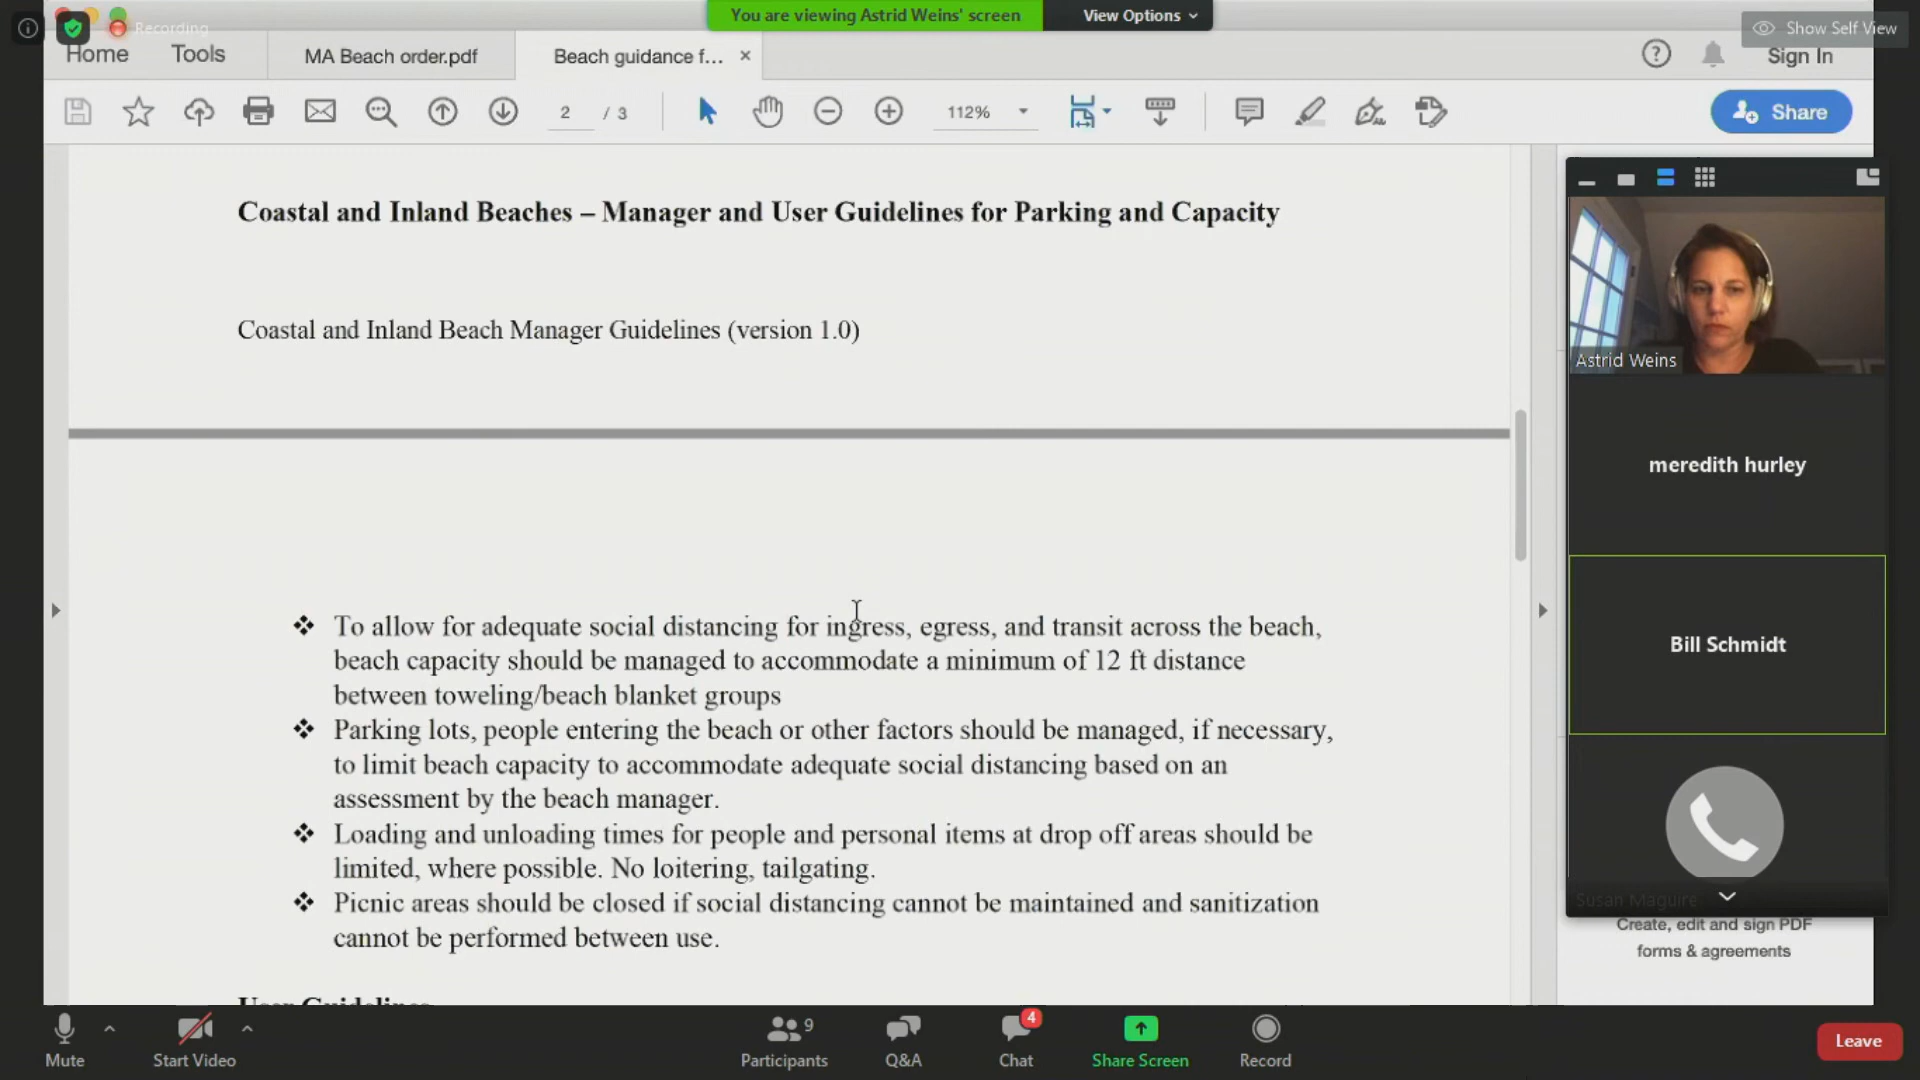 You are viewing Astrid Weins' screen
View Options
Recording
Show Self View
Home
Tools
MA Beach order.pdf
Beach guidance f...
Sign In
2
/ 3
112%
Share
Coastal and Inland Beaches – Manager and User Guidelines for Parking and Capacity
Coastal and Inland Beach Manager Guidelines (version 1.0)
❖ To allow for adequate social distancing for ingress, egress, and transit across the beach,
beach capacity should be managed to accommodate a minimum of 12 ft distance
between toweling/beach blanket groups
❖ Parking lots, people entering the beach or other factors should be managed, if necessary,
to limit beach capacity to accommodate adequate social distancing based on an
assessment by the beach manager.
❖ Loading and unloading times for people and personal items at drop off areas should be
limited, where possible. No loitering, tailgating.
❖ Picnic areas should be closed if social distancing cannot be maintained and sanitization
cannot be performed between use.
User Guidelines
Astrid Weins
meredith hurley
Bill Schmidt
Susan Maguire
Create, edit and sign PDF
forms & agreements
Mute
Start Video
9
Participants
Q&A
4
Chat
Share Screen
Record
Leave